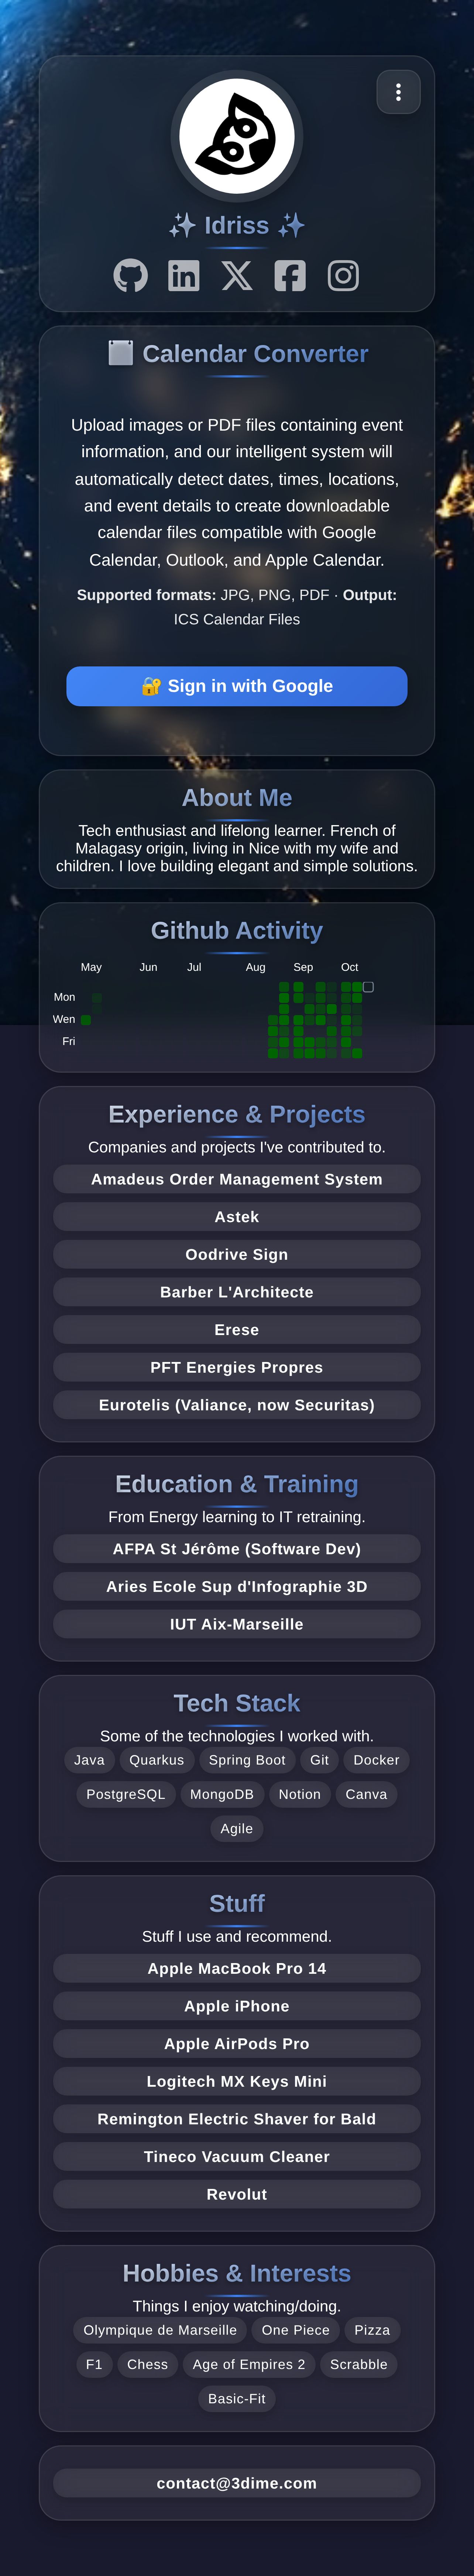 ✨ Idriss ✨
Calendar Converter
Upload images or PDF files containing event
information, and our intelligent system will
automatically detect dates, times, locations,
and event details to create downloadable
calendar files compatible with Google
Calendar, Outlook, and Apple Calendar.
Supported formats: JPG, PNG, PDF · Output:
ICS Calendar Files
🔐 Sign in with Google
About Me
Tech enthusiast and lifelong learner. French of
Malagasy origin, living in Nice with my wife and
children. I love building elegant and simple solutions.
Github Activity
May Jun Jul Aug Sep Oct
Mon
Wen
Fri
Experience & Projects
Companies and projects I've contributed to.
Amadeus Order Management System
Astek
Oodrive Sign
Barber L'Architecte
Erese
PFT Energies Propres
Eurotelis (Valiance, now Securitas)
Education & Training
From Energy learning to IT retraining.
AFPA St Jérôme (Software Dev)
Aries Ecole Sup d'Infographie 3D
IUT Aix-Marseille
Tech Stack
Some of the technologies I worked with.
Java Quarkus Spring Boot Git Docker
PostgreSQL MongoDB Notion Canva
Agile
Stuff
Stuff I use and recommend.
Apple MacBook Pro 14
Apple iPhone
Apple AirPods Pro
Logitech MX Keys Mini
Remington Electric Shaver for Bald
Tineco Vacuum Cleaner
Revolut
Hobbies & Interests
Things I enjoy watching/doing.
Olympique de Marseille One Piece Pizza
F1 Chess Age of Empires 2 Scrabble
Basic-Fit
contact@3dime.com